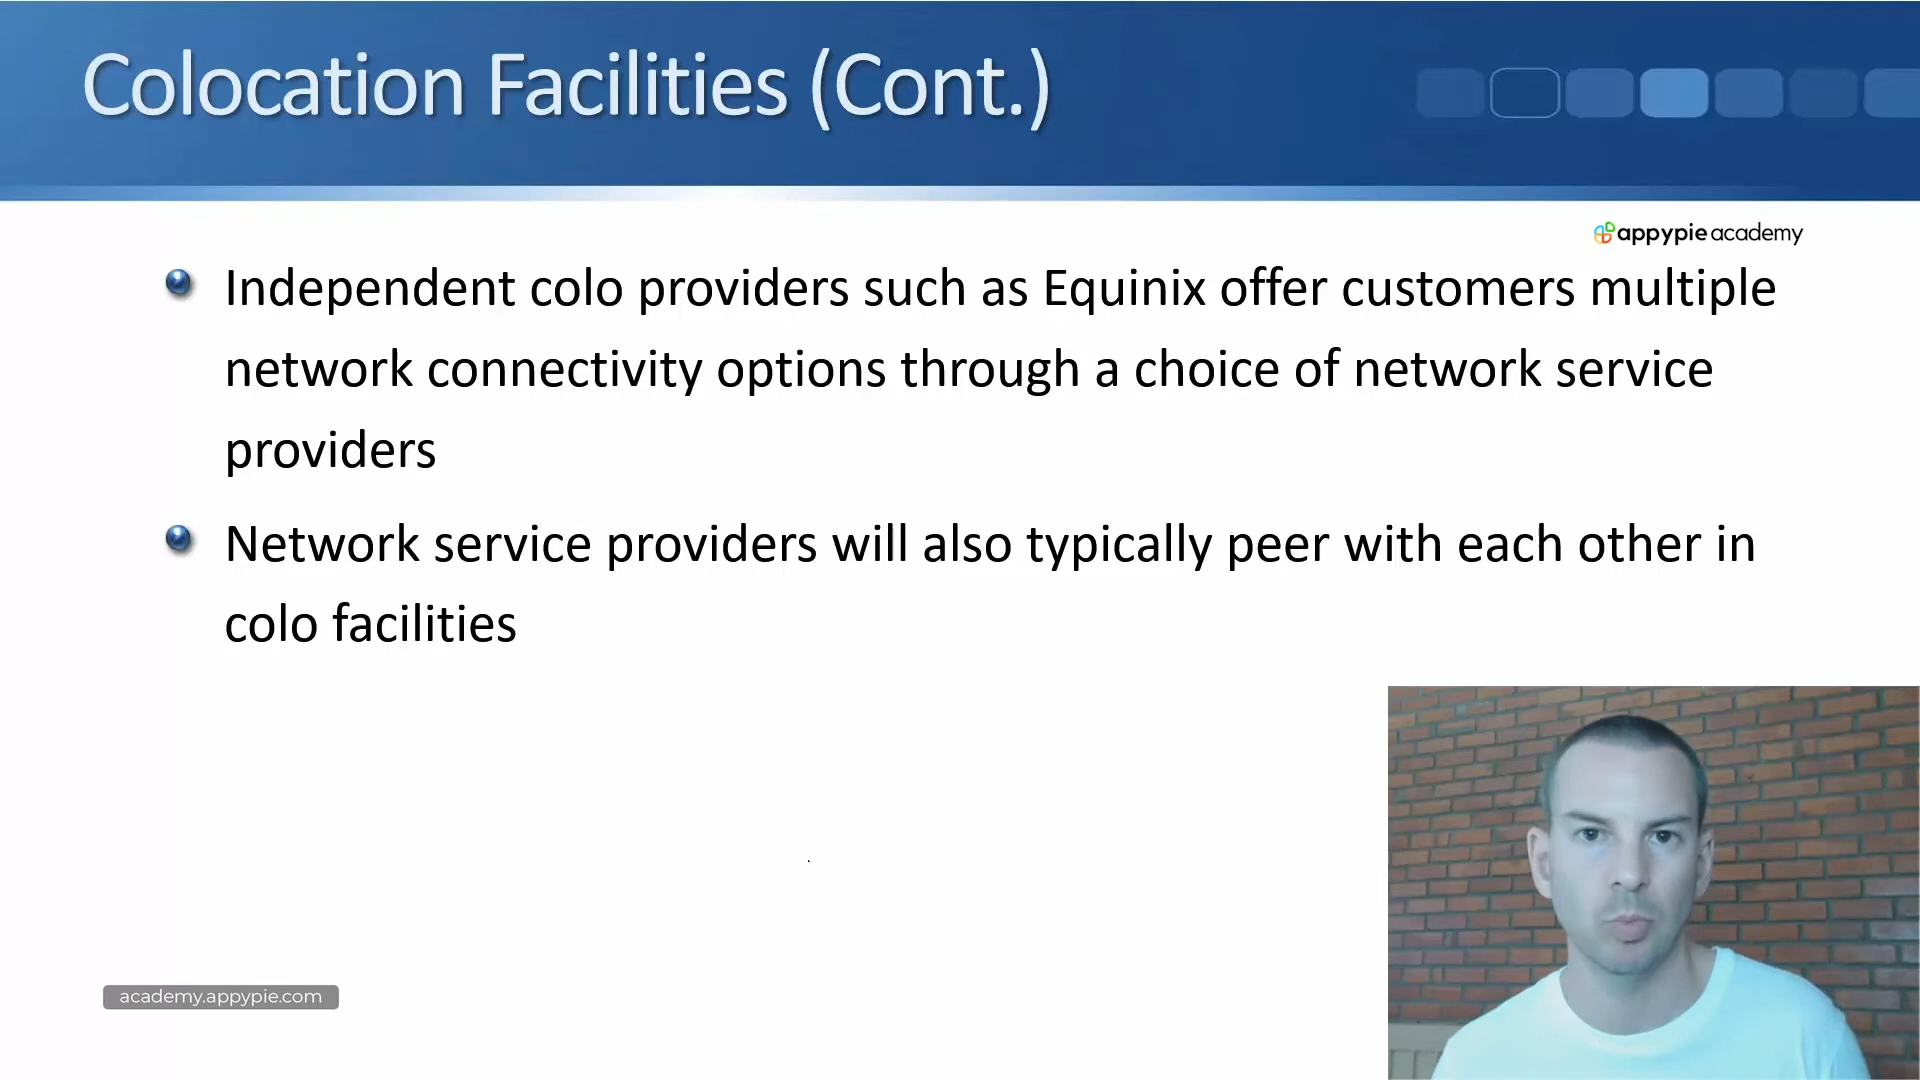 Colocation Facilities (Cont.)
appypie academy
Independent colo providers such as Equinix offer customers multiple
network connectivity options through a choice of network service
providers
Network service providers will also typically peer with each other in
colo facilities
academy.appypie.com